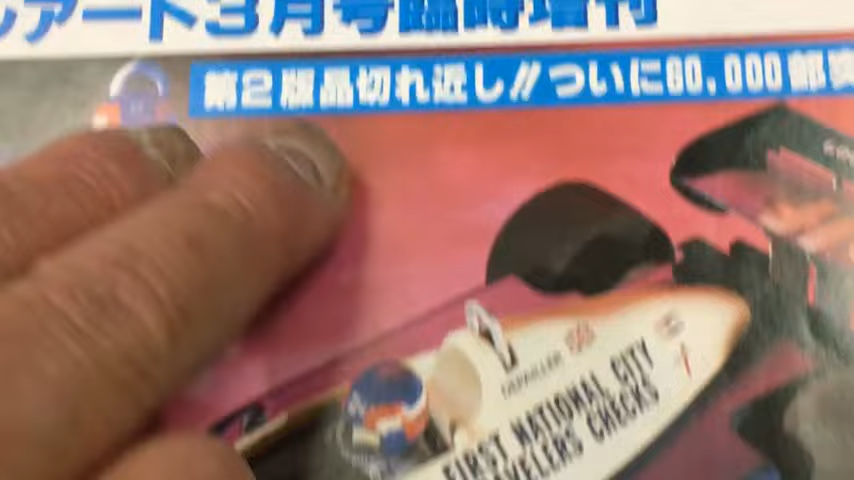 ルアート3月号臨時増刊
第2版品切れ近し!!ついに80,000部突
DEPAILLER
FIRST NATIONAL CITY
TRAVELERS CHECKS